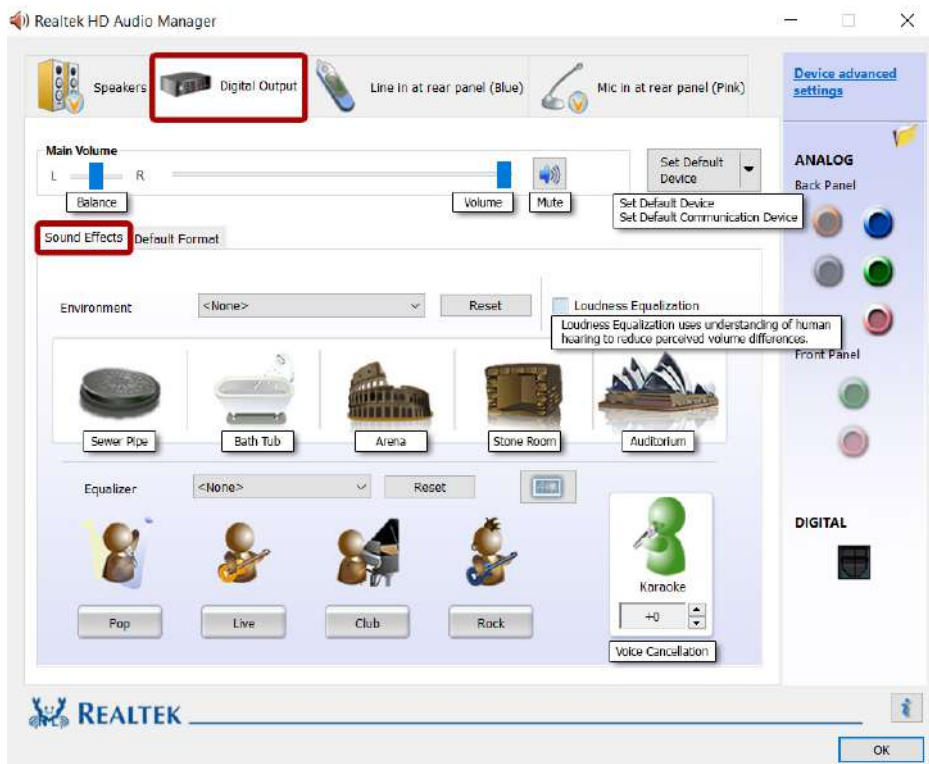 Realtek HD Audio Manager
Speakers
Digital Output
Line in at rear panel (Blue)
Mic in at rear panel (Pink)
Device advanced
settings
Main Volume
L
R
Balance
Volume
Mute
Set Default
Device
Set Default Device
Set Default Communication Device
ANALOG
Back Panel
Sound Effects
Default Format
Environment
<None>
Reset
Loudness Equalization
Loudness Equalization uses understanding of human
hearing to reduce perceived volume differences.
Front Panel
Sewer Pipe
Bath Tub
Arena
Stone Room
Auditorium
Equalizer
<None>
Reset
DIGITAL
Karaoke
Pop
Live
Club
Rock
+0
Voice Cancellation
REALTEK
OK